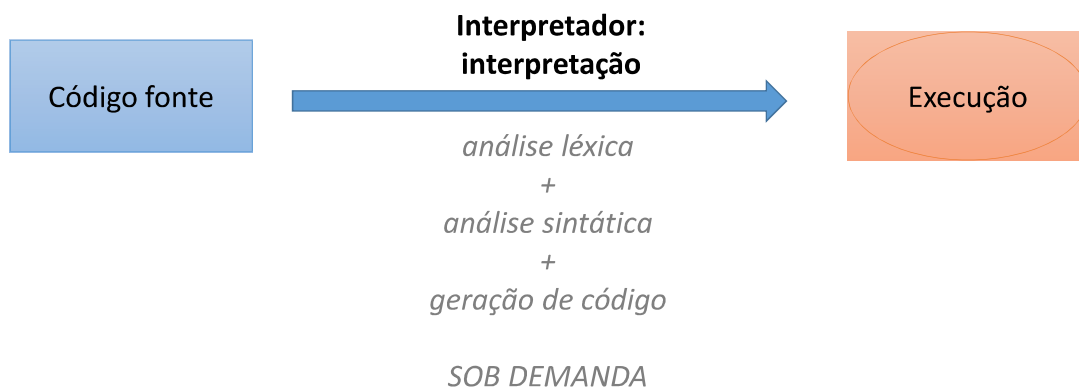 Interpretador:
interpretação
Código fonte
Execução
análise léxica
+
análise sintática
+
geração de código
SOB DEMANDA